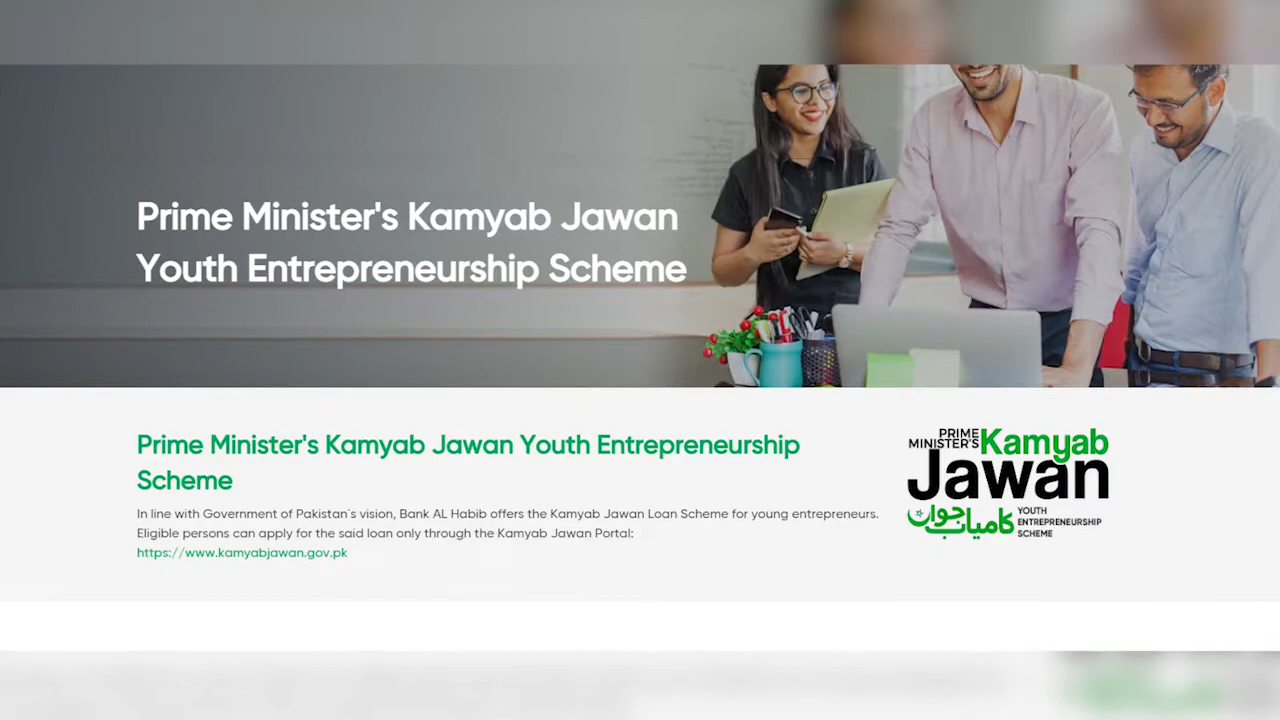 Prime Minister's Kamyab Jawan
Youth Entrepreneurship Scheme
Prime Minister's Kamyab Jawan Youth Entrepreneurship
Scheme
In line with Government of Pakistan's vision, Bank AL Habib offers the Kamyab Jawan Loan Scheme for young entrepreneurs.
Eligible persons can apply for the said loan only through the Kamyab Jawan Portal:
https://www.kamyabjawan.gov.pk
PRIME
MINISTER'S Kamyab
Jawan
کامیاب جوان
YOUTH
ENTREPRENEURSHIP
SCHEME